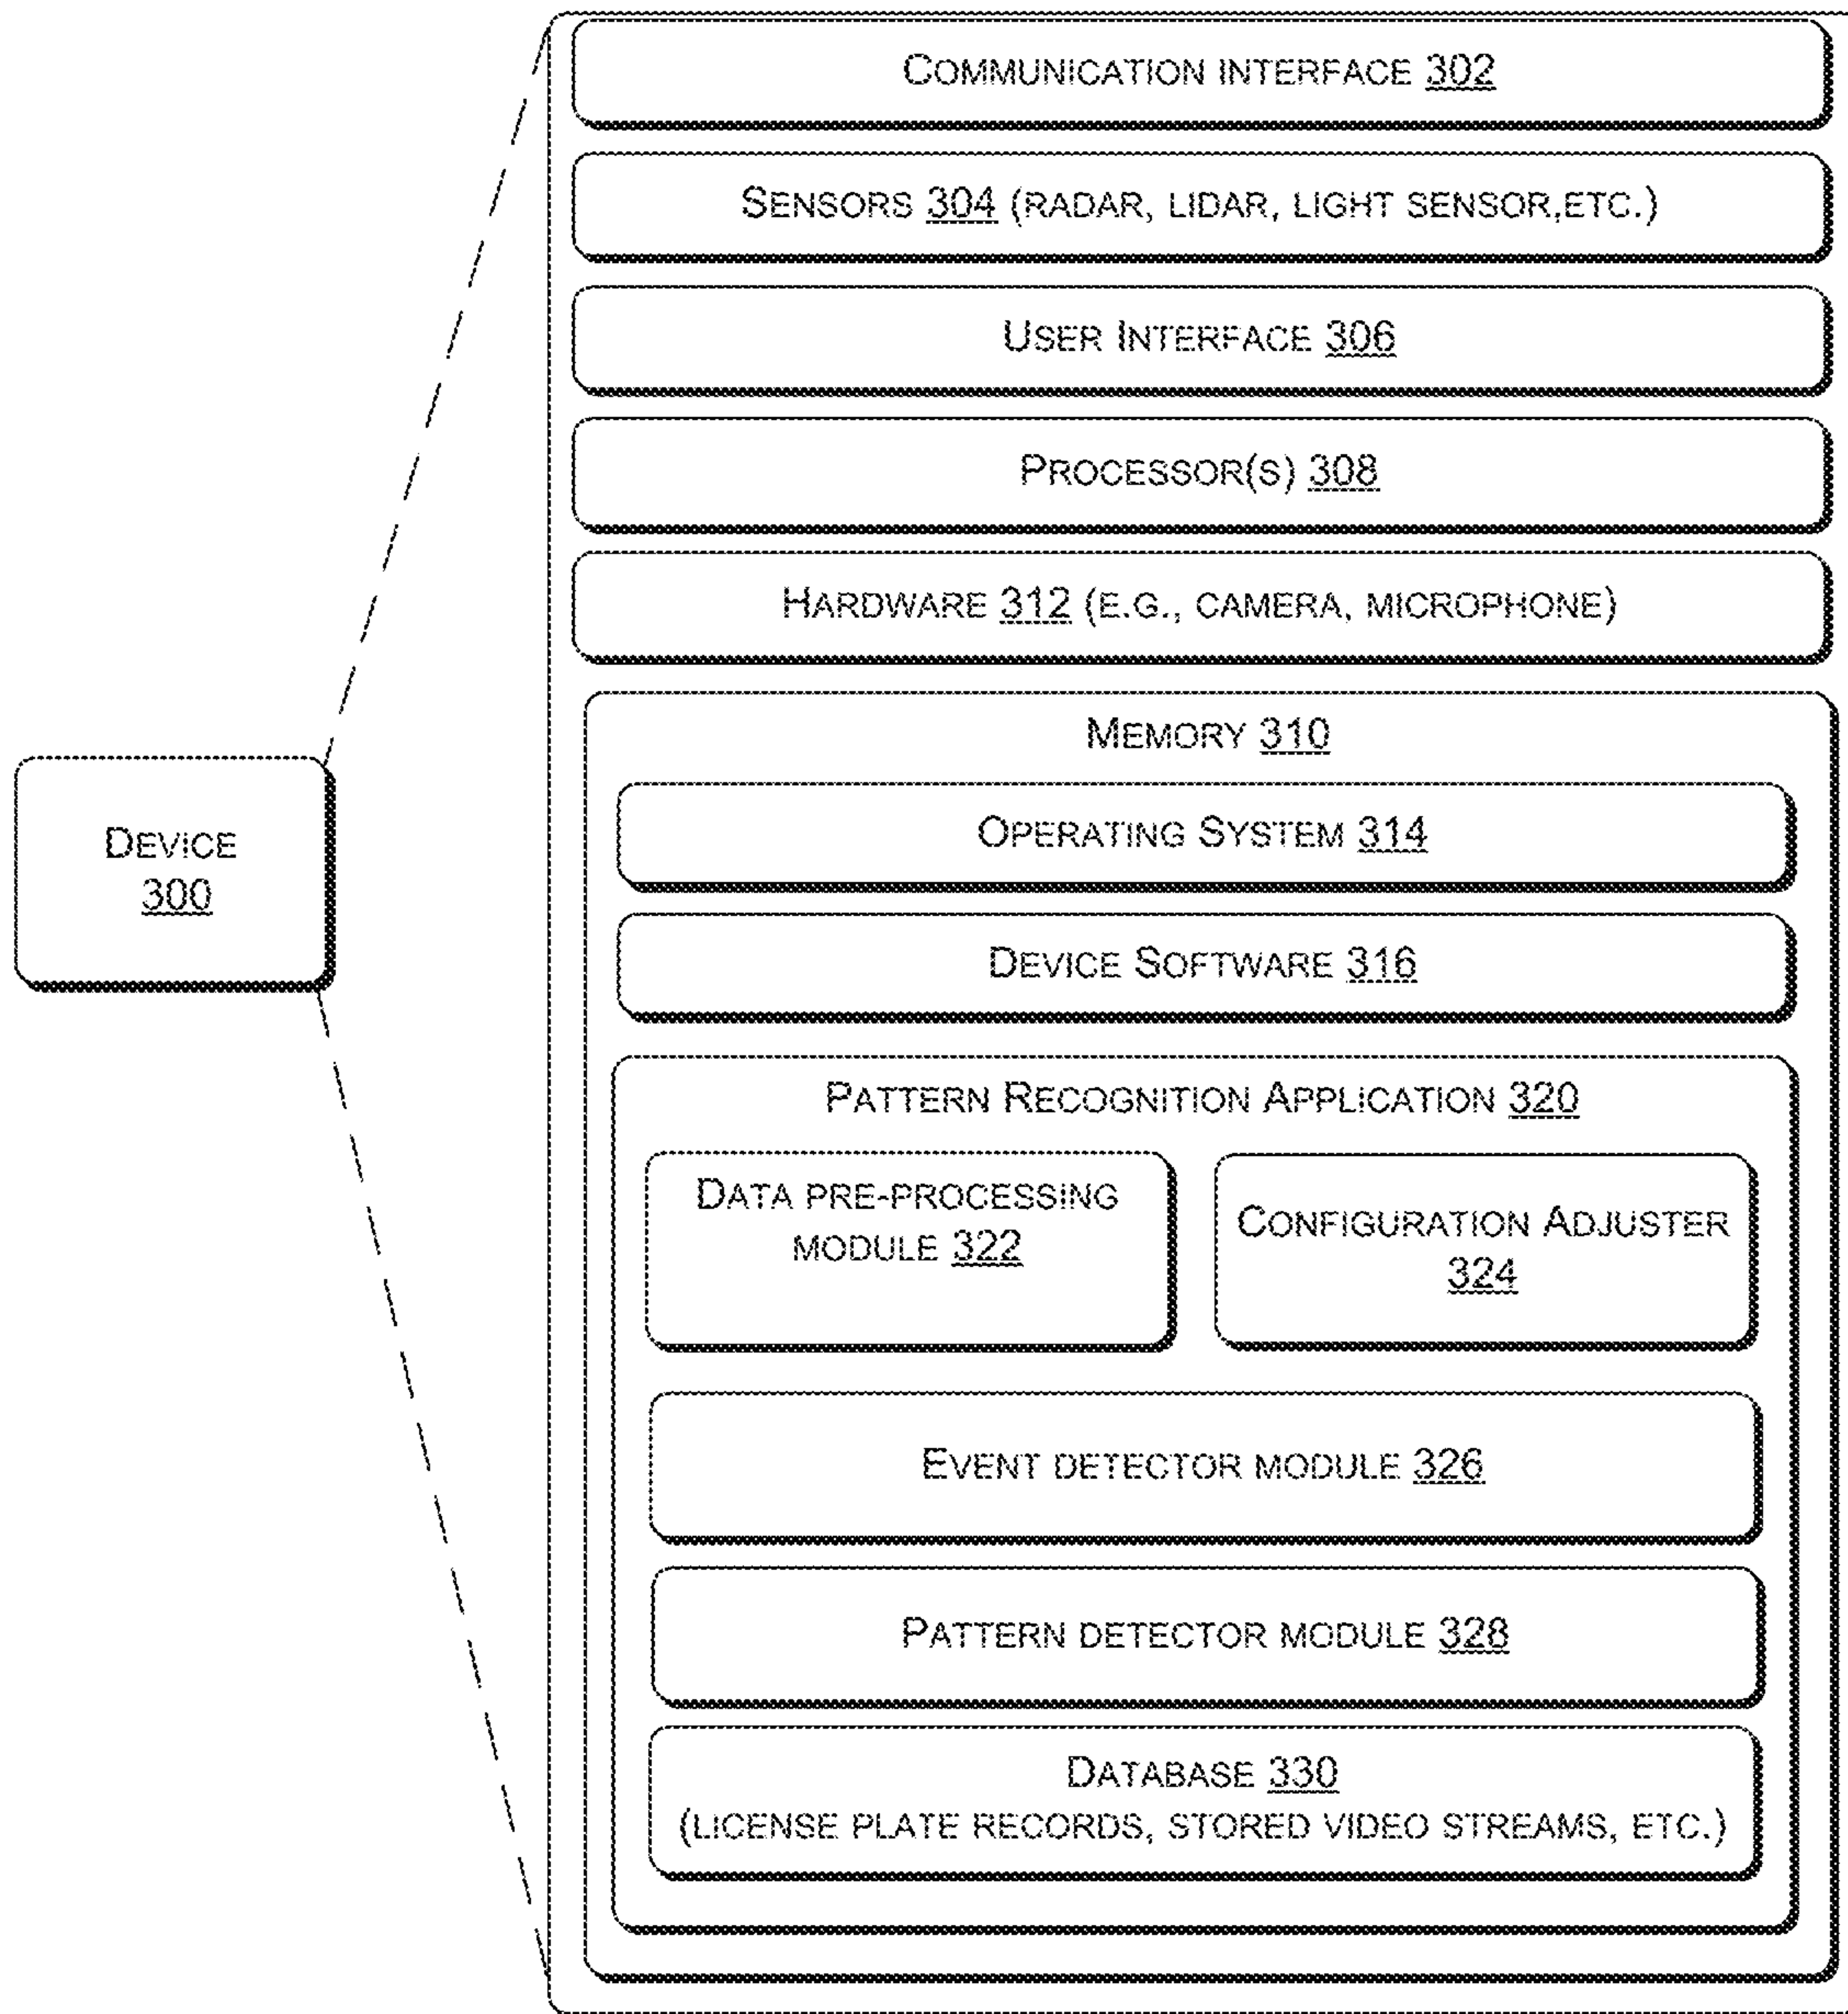 COMMUNICATION INTERFACE 302
SENSORS 304 (RADAR, LIDAR, LIGHT SENSOR,ETC.)
USER INTERFACE 306
PROCESSOR(S) 308
HARDWARE 312 (E.G., CAMERA, MICROPHONE)
MEMORY 310
DEVICE
300
OPERATING SYSTEM 314
DEVICE SOFTWARE 316
PATTERN RECOGNITION APPLICATION 320
DATA PRE-PROCESSING
MODULE 322
CONFIGURATION ADJUSTER
324
EVENT DETECTOR MODULE 326
PATTERN DETECTOR MODULE 328
DATABASE 330
(LICENSE PLATE RECORDS, STORED VIDEO STREAMS, ETC.)